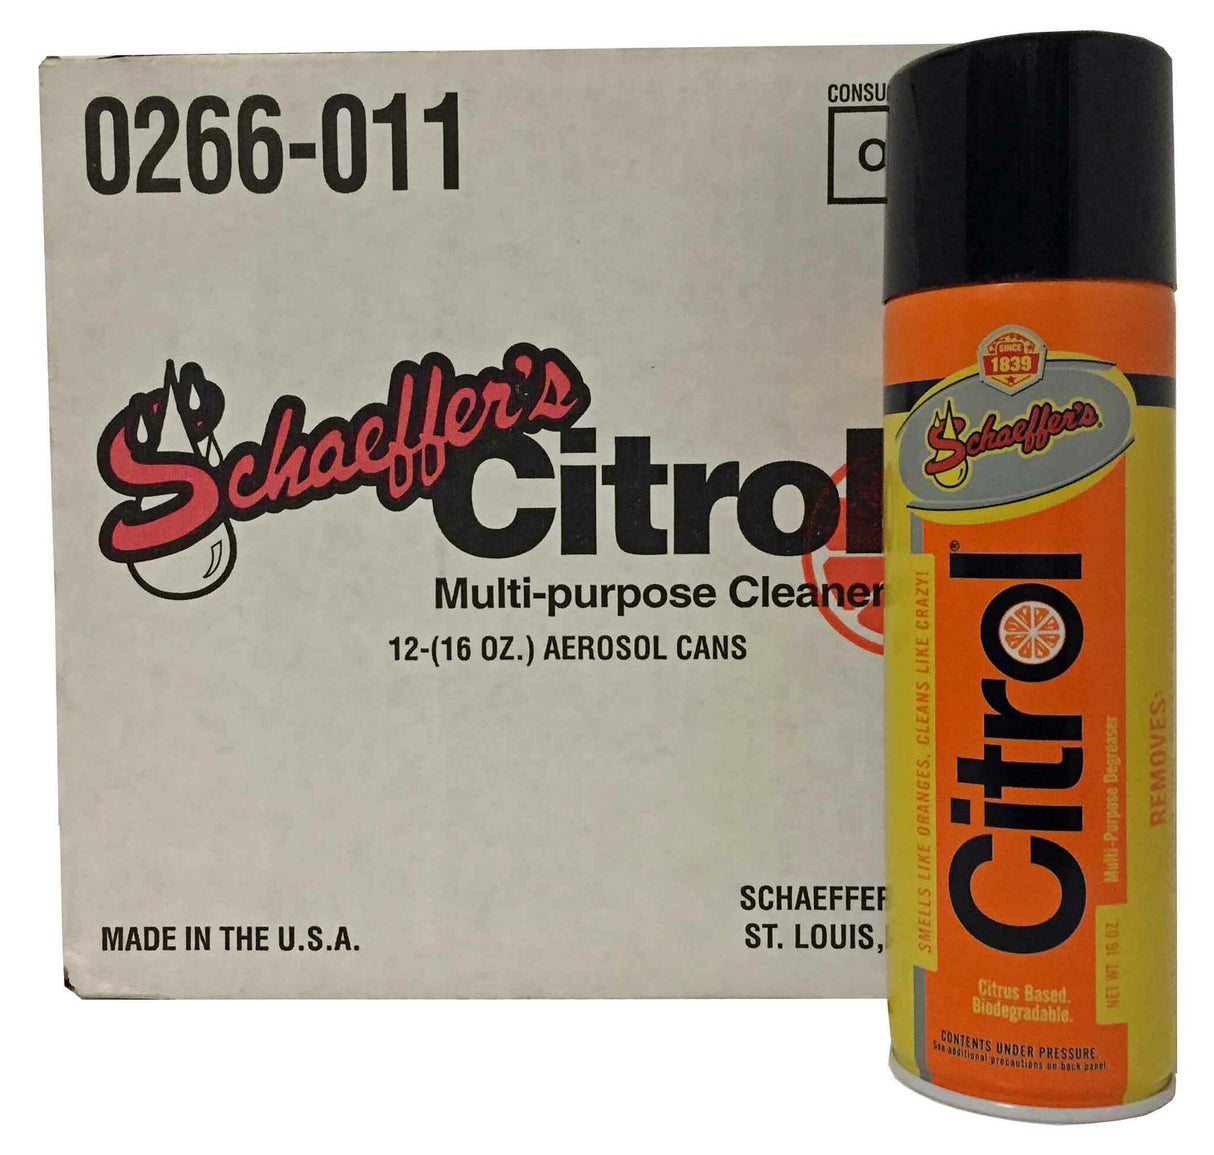 0266-011
CONSU
O
Schaeffer's
Citrol
Multi-purpose Cleaner
12-(16 OZ.) AEROSOL CANS
MADE IN THE U.S.A.
SCHAEFFER
ST. LOUIS,
SINCE
1839
Schaeffer's®
SMELLS LIKE ORANGES, CLEANS LIKE CRAZY!
Citrol®
Multi-Purpose Degreaser
REMOVES:
NET WT. 16 OZ.
Citrus Based.
Biodegradable.
CONTENTS UNDER PRESSURE
See additional precautions on back panel.